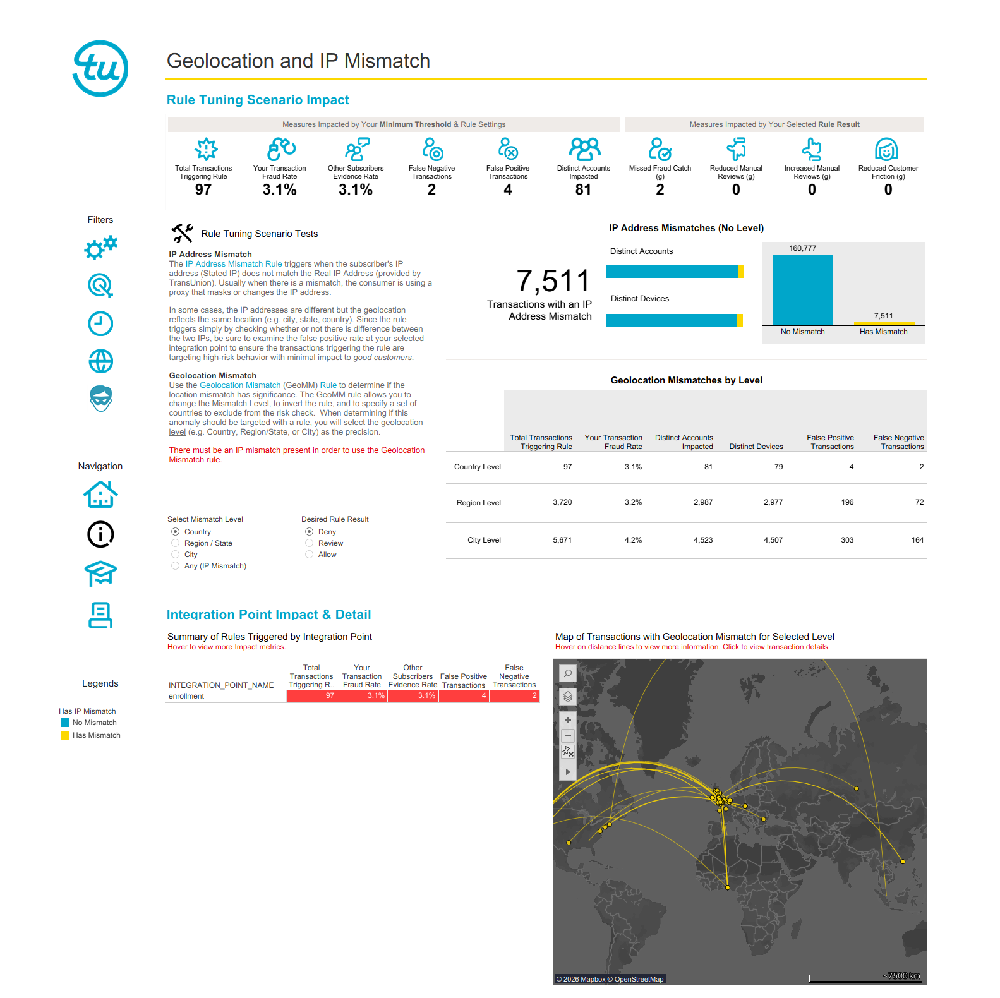 tu
Geolocation and IP Mismatch
Rule Tuning Scenario Impact
Measures Impacted by Your Minimum Threshold & Rule Settings
Measures Impacted by Your Selected Rule Result
Total Transactions
Triggering Rule
97
Your Transaction
Fraud Rate
3.1%
Other Subscribers
Evidence Rate
3.1%
False Negative
Transactions
2
False Positive
Transactions
4
Distinct Accounts
Impacted
81
Missed Fraud Catch
(g)
2
Reduced Manual
Reviews (g)
0
Increased Manual
Reviews (g)
0
Reduced Customer
Friction (g)
0
Filters
Navigation
Legends
Has IP Mismatch
No Mismatch
Has Mismatch
Rule Tuning Scenario Tests
IP Address Mismatch
The IP Address Mismatch Rule triggers when the subscriber's IP
address (Stated IP) does not match the Real IP Address (provided by
TransUnion). Usually when there is a mismatch, the consumer is using a
proxy that masks or changes the IP address.
In some cases, the IP addresses are different but the geolocation
reflects the same location (e.g. city, state, country). Since the rule
triggers simply by checking whether or not there is difference between
the two IPs, be sure to examine the false positive rate at your selected
integration point to ensure the transactions triggering the rule are
targeting high-risk behavior with minimal impact to good customers.
Geolocation Mismatch
Use the Geolocation Mismatch (GeoMM) Rule to determine if the
location mismatch has significance. The GeoMM rule allows you to
change the Mismatch Level, to invert the rule, and to specify a set of
countries to exclude from the risk check.  When determining if this
anomaly should be targeted with a rule, you will select the geolocation
level (e.g. Country, Region/State, or City) as the precision.
There must be an IP mismatch present in order to use the Geolocation
Mismatch rule.
Select Mismatch Level
Country
Region / State
City
Any (IP Mismatch)
Desired Rule Result
Deny
Review
Allow
7,511
Transactions with an IP
Address Mismatch
IP Address Mismatches (No Level)
Distinct Accounts
Distinct Devices
160,777
7,511
No Mismatch
Has Mismatch
Geolocation Mismatches by Level
Total Transactions
Triggering Rule
Your Transaction
Fraud Rate
Distinct Accounts
Impacted
Distinct Devices
False Positive
Transactions
False Negative
Transactions
Country Level 97 3.1% 81 79 4 2
Region Level 3,720 3.2% 2,987 2,977 196 72
City Level 5,671 4.2% 4,523 4,507 303 164
Integration Point Impact & Detail
Summary of Rules Triggered by Integration Point
Hover to view more Impact metrics.
INTEGRATION_POINT_NAME
Total
Transactions
Triggering R..
Your
Transaction
Fraud Rate
Other
Subscribers
Evidence Rate
False Positive
Transactions
False
Negative
Transactions
enrollment 97 3.1% 3.1% 4 2
Map of Transactions with Geolocation Mismatch for Selected Level
Hover on distance lines to view more information. Click to view transaction details.
© 2026 Mapbox © OpenStreetMap
~7500 km